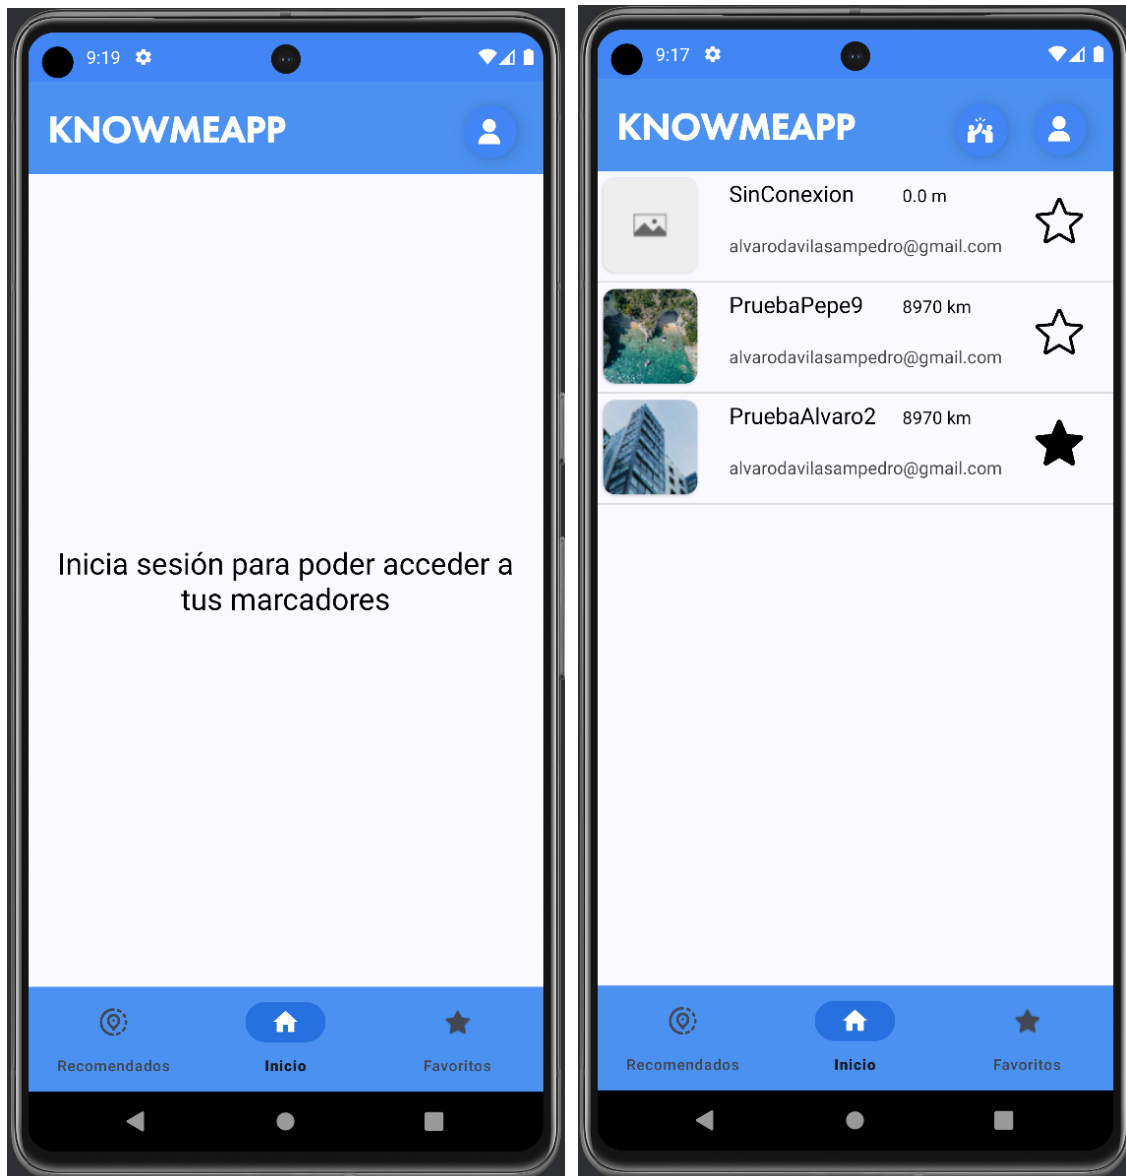 9:19
KNOWMEAPP
Inicia sesión para poder acceder a
tus marcadores
Recomendados
Inicio
Favoritos
9:17
KNOWMEAPP
SinConexion 0.0 m
alvarodavilasampedro@gmail.com
PruebaPepe9 8970 km
alvarodavilasampedro@gmail.com
PruebaAlvaro2 8970 km
alvarodavilasampedro@gmail.com
Recomendados
Inicio
Favoritos